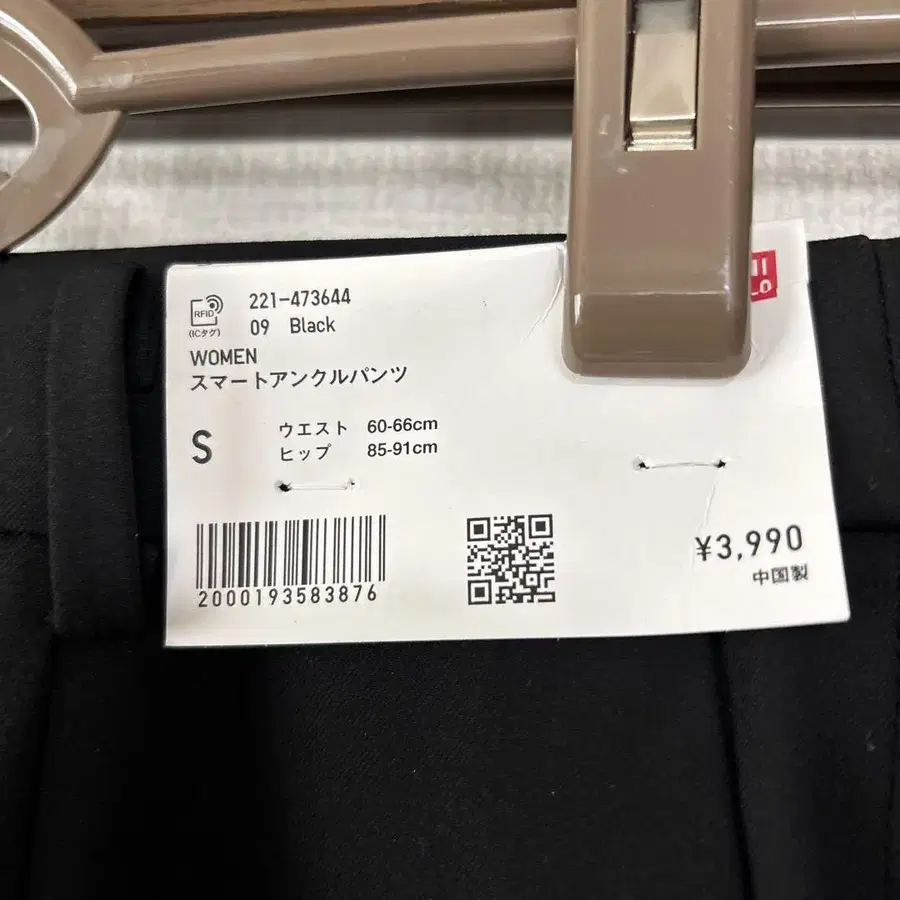 221-473644
RFID
(ICタグ)
09 Black
WOMEN
スマートアンクルパンツ
S
ウエスト 60-66cm
ヒップ 85-91cm
2000193583876
¥3,990
中国製